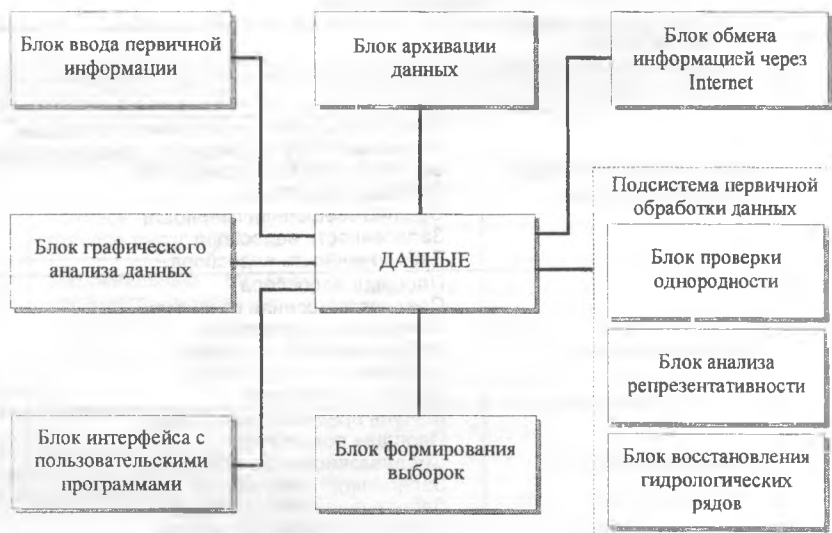 Блок ввода первичной
информации
Блок архивации
данных
Блок обмена
информацией через
Internet
Блок графического
анализа данных
ДАННЫЕ
Подсистема первичной
обработки данных
Блок проверки
однородности
Блок анализа
репрезентативности
Блок восстановления
гидрологических
рядов
Блок интерфейса с
пользовательскими
программами
Блок формирования
выборок